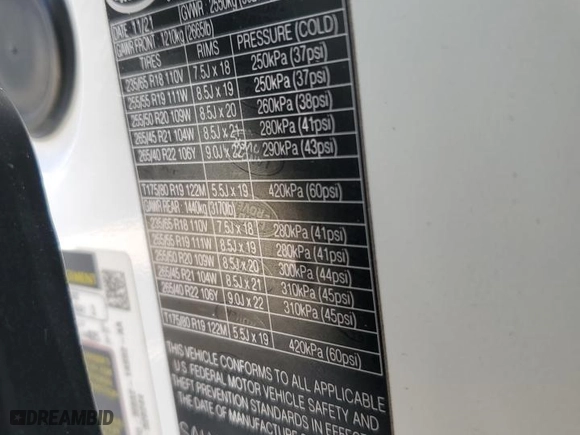 DATE 11/21 GVWR 2550kg
GAWR FRONT 1210kg (2665lb)
TIRES RIMS PRESSURE (COLD)
235/65 R18 110V 7.5J x 18 250kPa (37psi)
255/55 R19 111W 8.5J x 19 250kPa (37psi)
255/50 R20 109W 8.5J x 20 260kPa (38psi)
265/45 R21 104W 8.5J x 21 280kPa (41psi)
265/40 R22 106Y 9.0J x 22 290kPa (43psi)
T175/80 R19 122M 5.5J x 19 420kPa (60psi)
GAWR REAR 1440kg (3170lb)
235/65 R18 110V 7.5J x 18 280kPa (41psi)
255/55 R19 111W 8.5J x 19 280kPa (41psi)
255/50 R20 109W 8.5J x 20 300kPa (44psi)
265/45 R21 104W 8.5J x 21 310kPa (45psi)
265/40 R22 106Y 9.0J x 22 310kPa (45psi)
T175/80 R19 122M 5.5J x 19 420kPa (60psi)
THIS VEHICLE CONFORMS TO ALL APPLICABLE
U.S. FEDERAL MOTOR VEHICLE SAFETY AND
THEFT PREVENTION STANDARDS IN EFFECT
THE DATE OF MANUFACTURE
DREAMBID